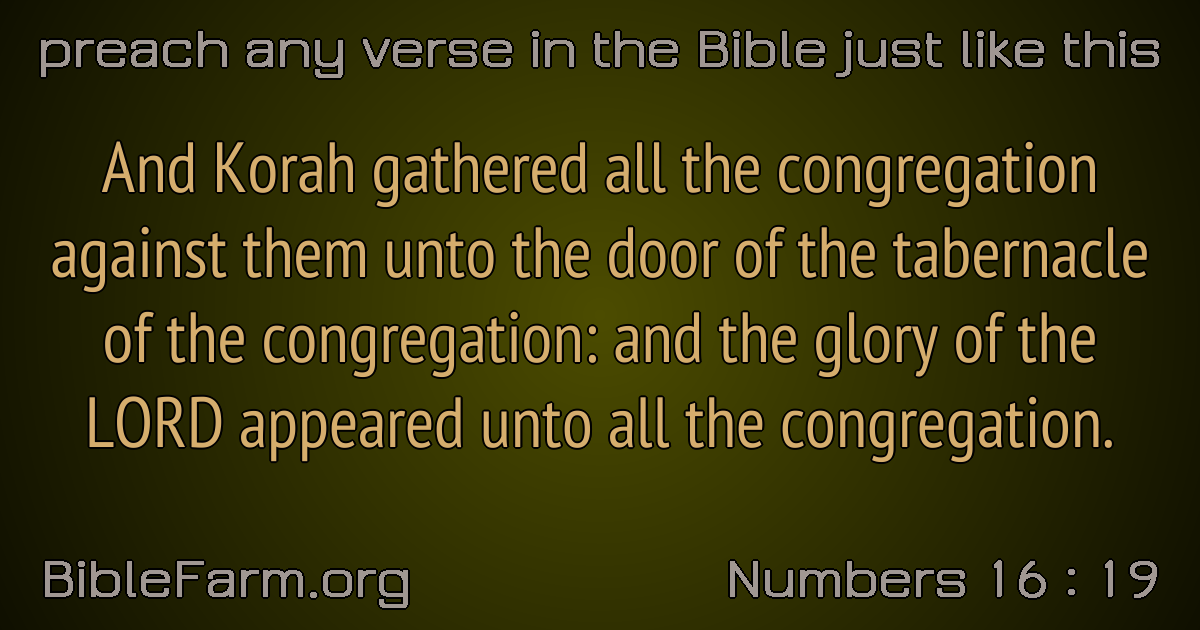 preach any verse in the Bible just like this
And Korah gathered all the congregation
against them unto the door of the tabernacle
of the congregation: and the glory of the
LORD appeared unto all the congregation.
BibleFarm.org
Numbers 16 : 19